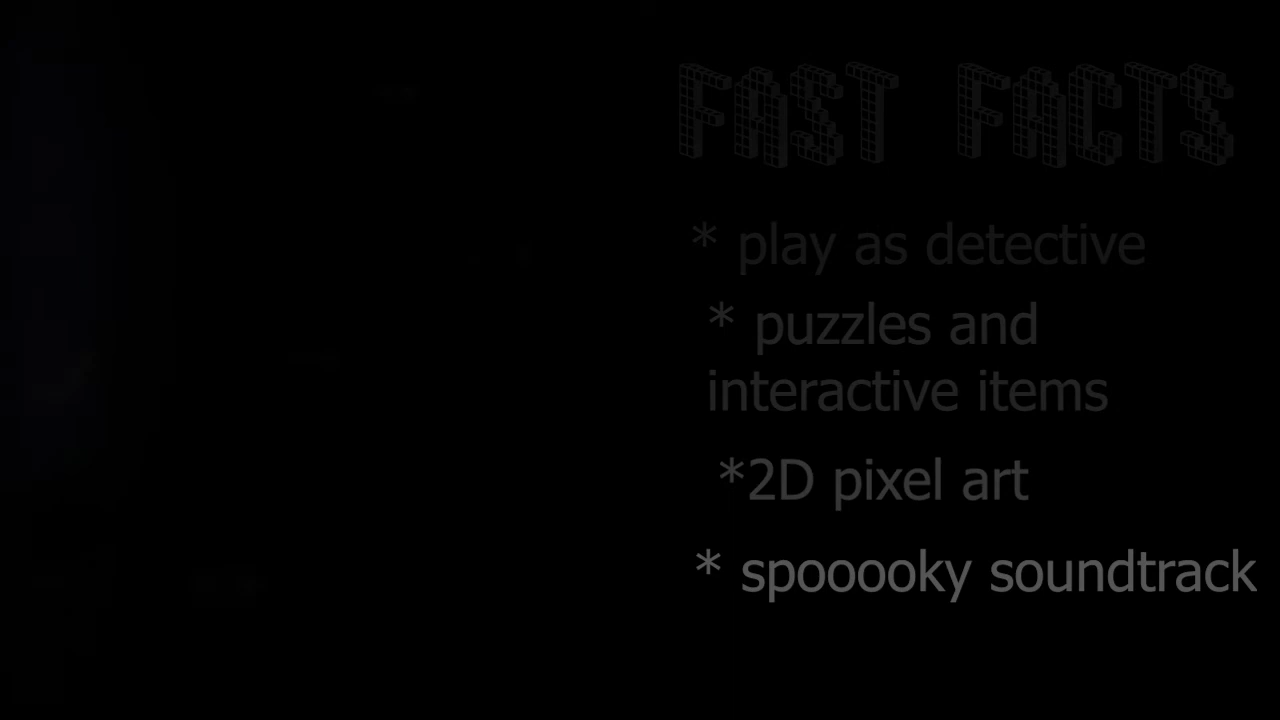 FAST FACTS
* play as detective
* puzzles and
interactive items
*2D pixel art
* spooooky soundtrack